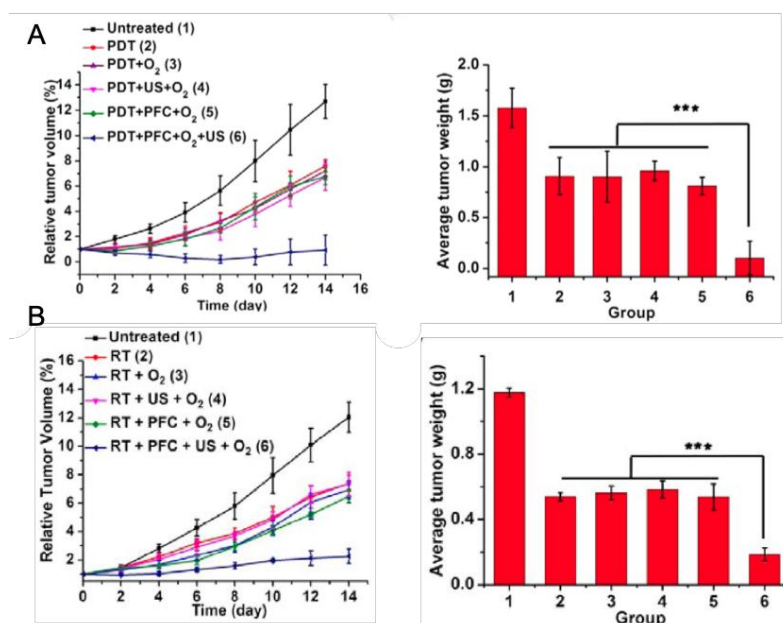 A
Untreated (1)
PDT (2)
PDT+O₂ (3)
PDT+US+O₂ (4)
PDT+PFC+O₂ (5)
PDT+PFC+O₂+US (6)
Relative tumor volume (%)
14
12
10
8
6
4
2
0
0 2 4 6 8 10 12 14 16
Time (day)
Average tumor weight (g)
1.5
1.0
0.5
0.0
***
1 2 3 4 5 6
Group
B
Untreated (1)
RT (2)
RT + O₂ (3)
RT + US + O₂ (4)
RT + PFC + O₂ (5)
RT + PFC + US + O₂ (6)
Relative Tumor Volume (%)
16
14
12
10
8
6
4
2
0 2 4 6 8 10 12 14
Time (day)
Average tumor weight (g)
1.2
0.6
0.4
0.0
***
1 2 3 4 5 6
Group